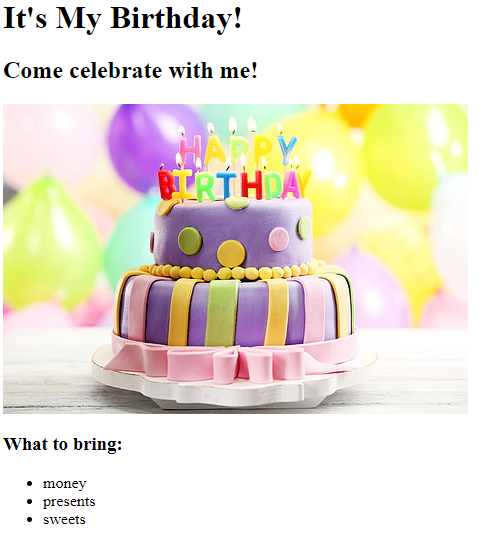 It's My Birthday!
Come celebrate with me!
HAPPY
BIRTHDAY
What to bring:
money
presents
sweets